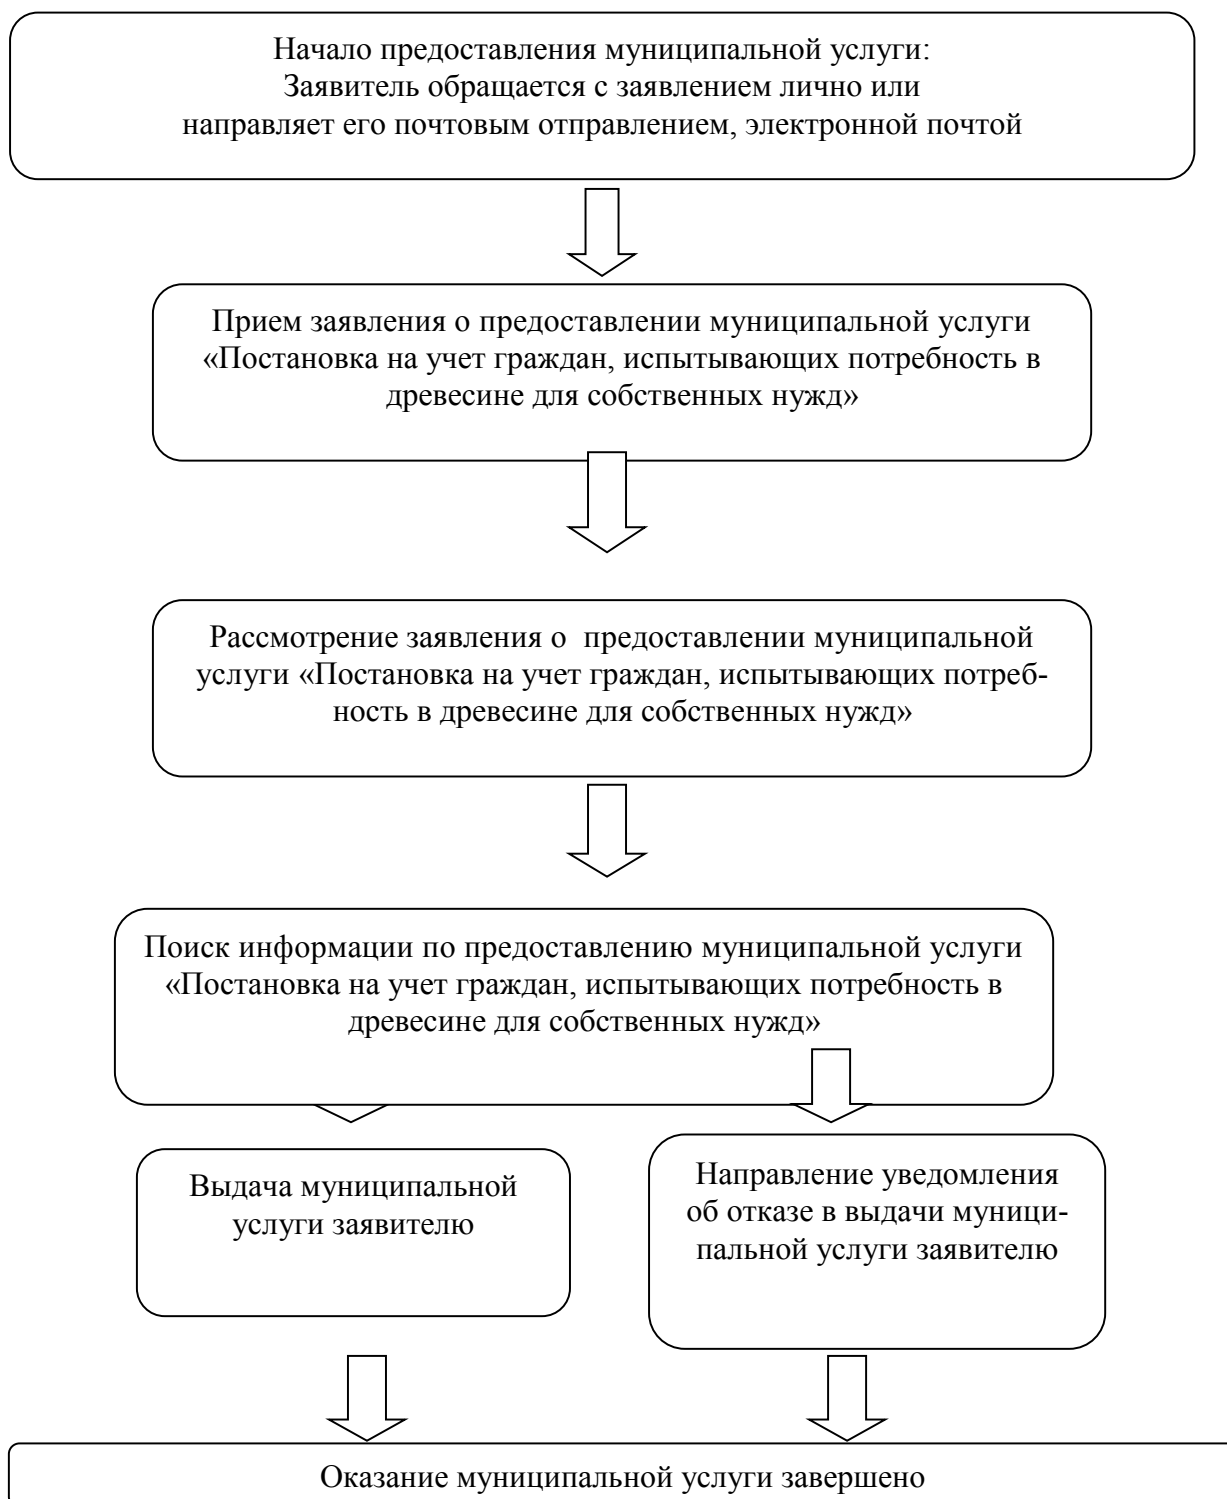 Начало предоставления муниципальной услуги:
Заявитель обращается с заявлением лично или
направляет его почтовым отправлением, электронной почтой
Прием заявления о предоставлении муниципальной услуги
«Постановка на учет граждан, испытывающих потребность в
древесине для собственных нужд»
Рассмотрение заявления о  предоставлении муниципальной
услуги «Постановка на учет граждан, испытывающих потреб-
ность в древесине для собственных нужд»
Поиск информации по предоставлению муниципальной услуги
«Постановка на учет граждан, испытывающих потребность в
древесине для собственных нужд»
Выдача муниципальной
услуги заявителю
Направление уведомления
об отказе в выдачи муници-
пальной услуги заявителю
Оказание муниципальной услуги завершено